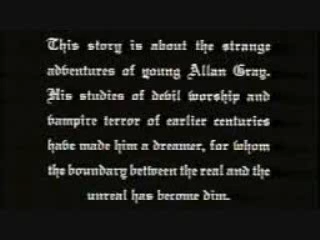 This story is about the strange
adventures of young Allan Gray.
His studies of devil worship and
vampire terror of earlier centuries
have made him a dreamer, for whom
the boundary between the real and the
unreal has become dim.